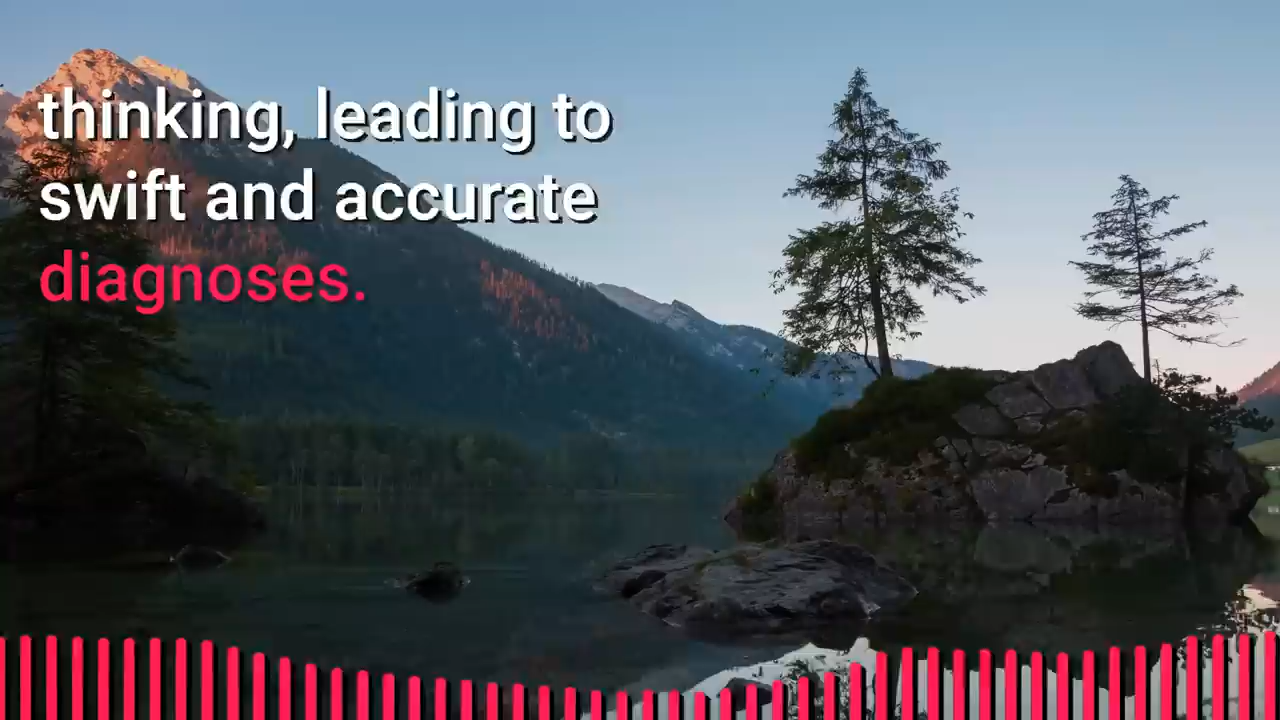 thinking, leading to
swift and accurate
diagnoses.